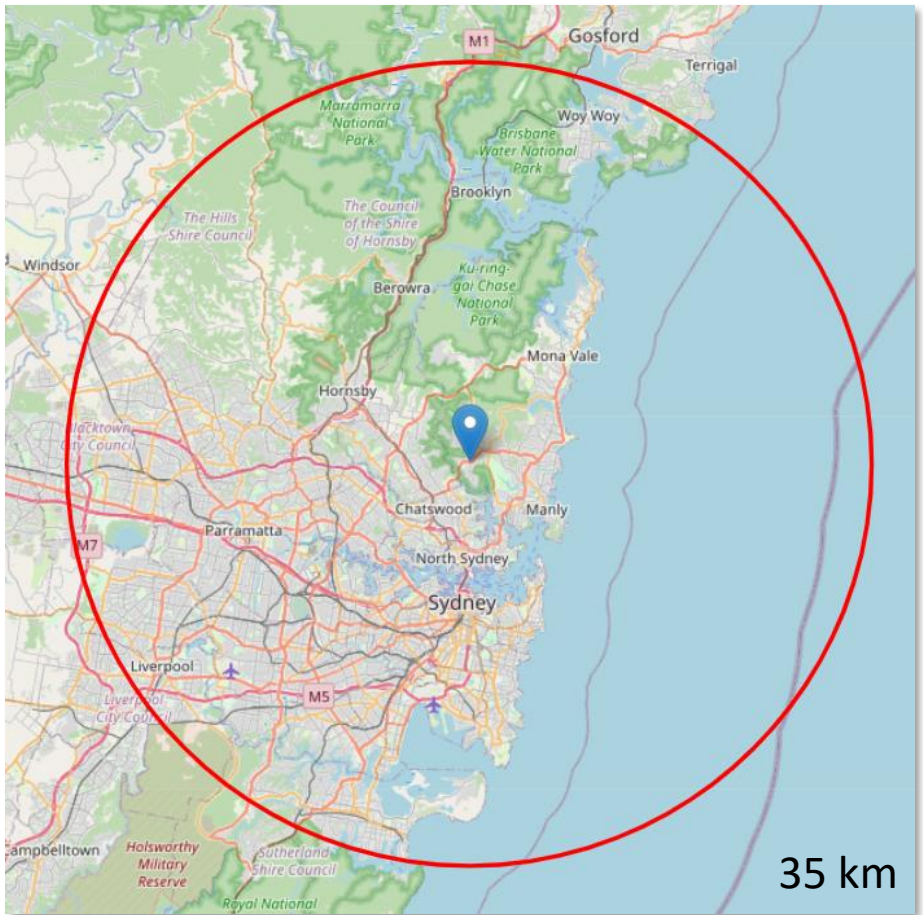 M1
Gosford
Terrigal
Marramarra
National
Park
Woy Woy
Brisbane
Water National
Park
Brooklyn
The Hills
Shire Council
The Council
of the Shire
of Hornsby
Windsor
Berowra
Ku-ring-
gai Chase
National
Park
Mona Vale
Hornsby
Blacktown
City Council
Chatswood
Manly
Parramatta
M7
North Sydney
Sydney
Liverpool
M5
Liverpool
City Council
Campbelltown
Holsworthy
Military
Reserve
Sutherland
Shire Council
Royal National
35 km